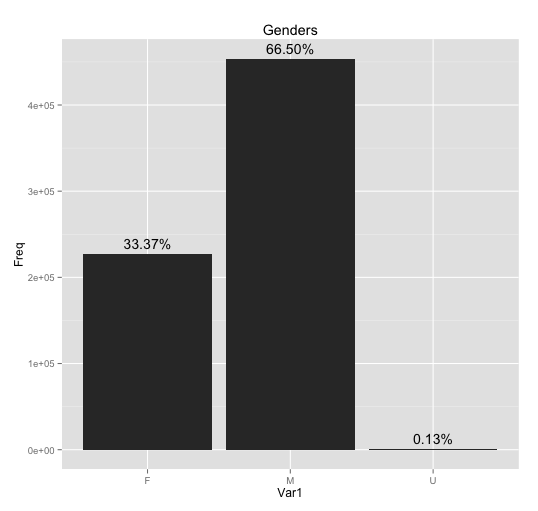 Genders
66.50%
4e+05
3e+05
33.37%
Freq
2e+05
1e+05
0.13%
0e+00
F M U
Var1